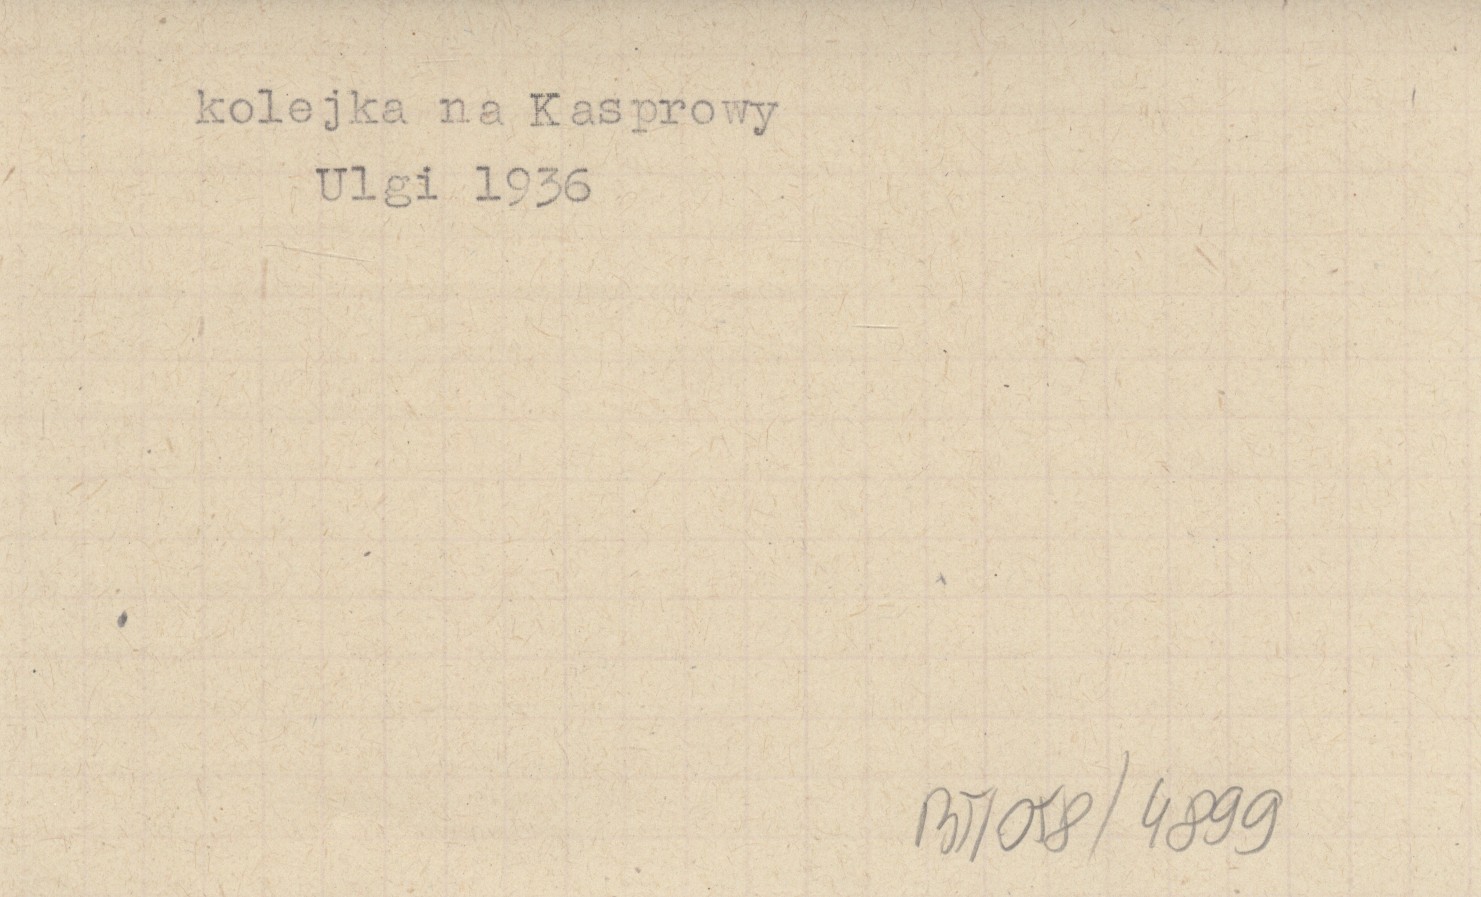 kolejka na Kasprowy
Ulgi 1936
BT/058/4899